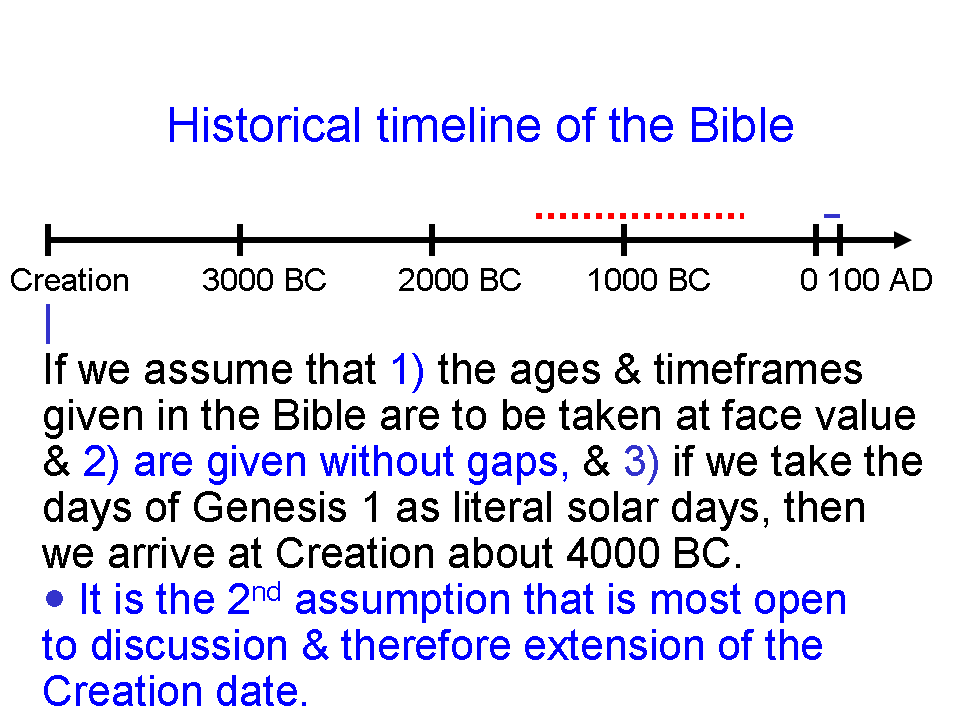 Historical timeline of the Bible
Creation 3000 BC 2000 BC 1000 BC 0 100 AD
If we assume that 1) the ages & timeframes
given in the Bible are to be taken at face value
& 2) are given without gaps, & 3) if we take the
days of Genesis 1 as literal solar days, then
we arrive at Creation about 4000 BC.
• It is the 2nd assumption that is most open
to discussion & therefore extension of the
Creation date.